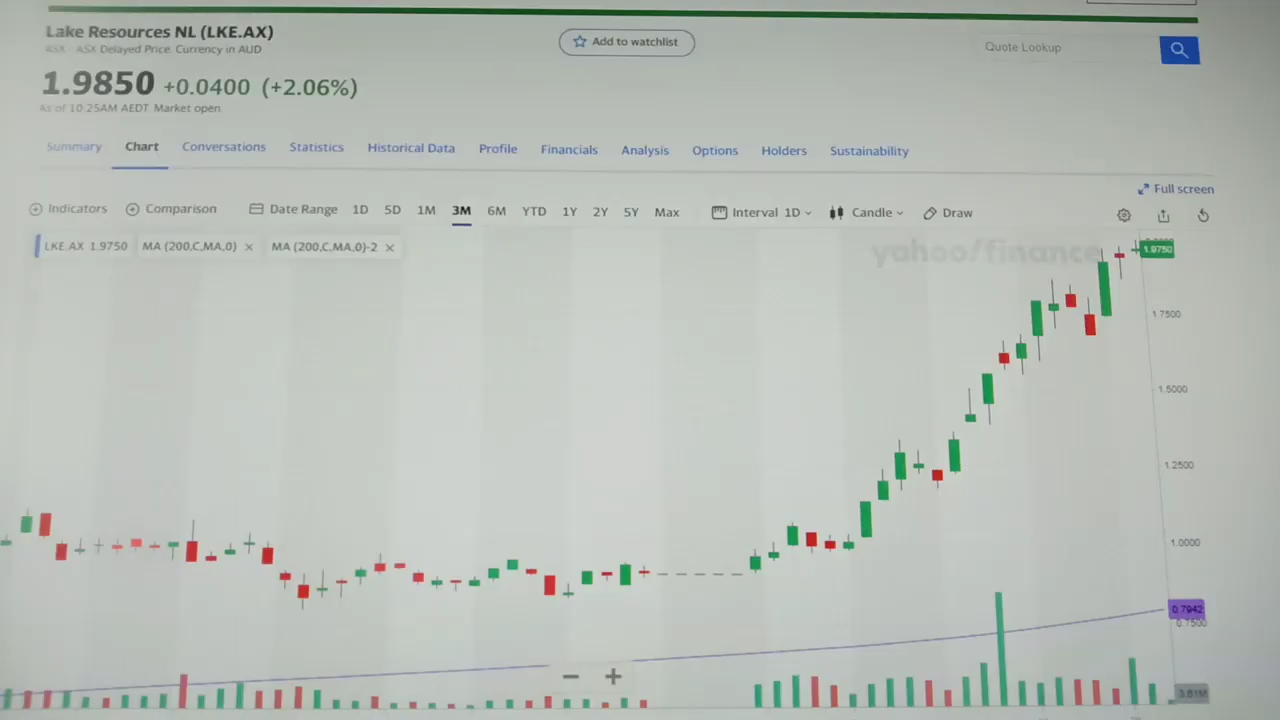 Lake Resources NL (LKE.AX)
ASX - ASX Delayed Price. Currency in AUD
Add to watchlist
Quote Lookup
1.9850 +0.0400 (+2.06%)
As of 10:25AM AEDT. Market open.
Summary Chart Conversations Statistics Historical Data Profile Financials Analysis Options Holders Sustainability
Full screen
Indicators Comparison Date Range 1D 5D 1M 3M 6M YTD 1Y 2Y 5Y Max Interval 1D Candle Draw
LKE.AX 1.9750 MA (200,C,MA,0) × MA (200,C,MA,0)-2 ×
yahoo/finance
1.9750
1.7500
1.5000
1.2500
1.0000
0.7942
0.7500
− +
3.61M